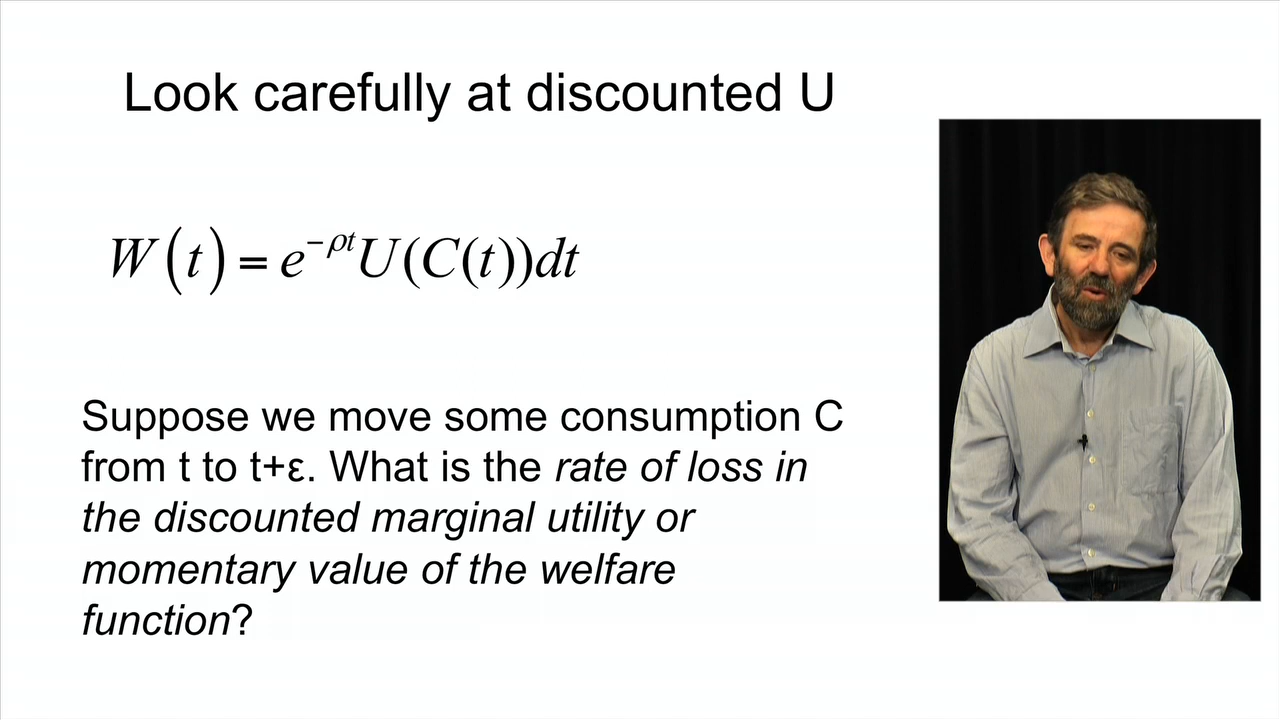 Look carefully at discounted U
W(t) = e^{-ρt}U(C(t))dt
Suppose we move some consumption C
from t to t+ε. What is the rate of loss in
the discounted marginal utility or
momentary value of the welfare
function?